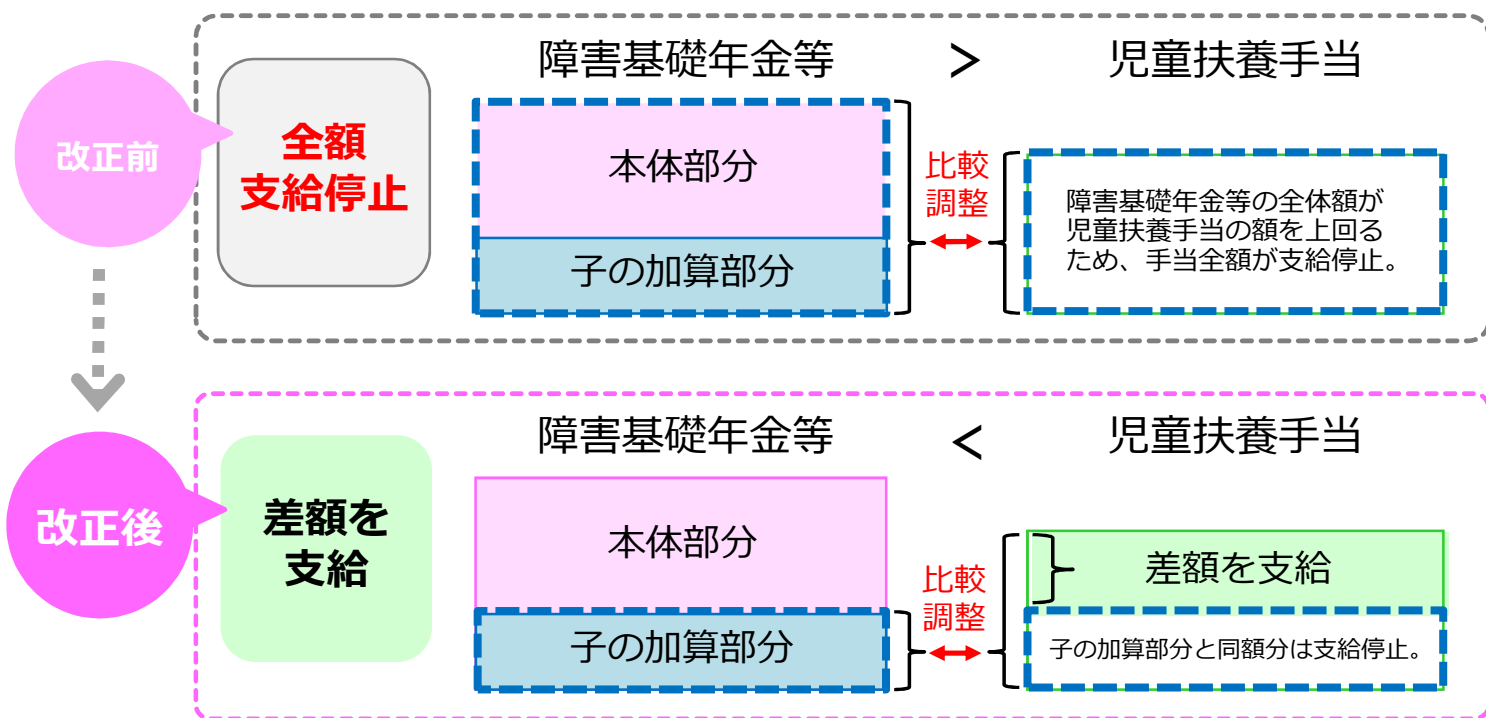 改正前
全額
支給停止
障害基礎年金等
>
児童扶養手当
本体部分
子の加算部分
比較
調整
障害基礎年金等の全体額が
児童扶養手当の額を上回る
ため、手当全額が支給停止。
改正後
差額を
支給
障害基礎年金等
<
児童扶養手当
本体部分
子の加算部分
比較
調整
差額を支給
子の加算部分と同額分は支給停止。